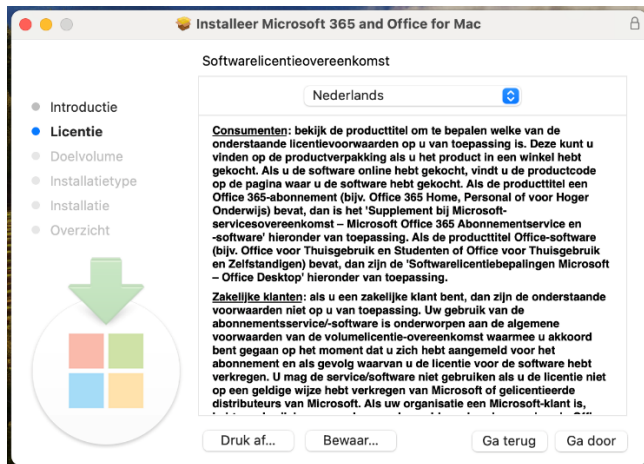 Installeer Microsoft 365 and Office for Mac
Softwarelicentieovereenkomst
Introductie
Licentie
Doelvolume
Installatietype
Installatie
Overzicht
Nederlands
Consumenten: bekijk de producttitel om te bepalen welke van de
onderstaande licentievoorwaarden op u van toepassing is. Deze kunt u
vinden op de productverpakking als u het product in een winkel hebt
gekocht. Als u de software online hebt gekocht, vindt u de productcode
op de pagina waar u de software hebt gekocht. Als de producttitel een
Office 365-abonnement (bijv. Office 365 Home, Personal of voor Hoger
Onderwijs) bevat, dan is het 'Supplement bij Microsoft-
servicesovereenkomst – Microsoft Office 365 Abonnementservice en
-software' hieronder van toepassing. Als de producttitel Office-software
(bijv. Office voor Thuisgebruik en Studenten of Office voor Thuisgebruik
en Zelfstandigen) bevat, dan zijn de 'Softwarelicentiebepalingen Microsoft
– Office Desktop' hieronder van toepassing.
Zakelijke klanten: als u een zakelijke klant bent, dan zijn de onderstaande
voorwaarden niet op u van toepassing. Uw gebruik van de
abonnementsservice/-software is onderworpen aan de algemene
voorwaarden van de volumelicentie-overeenkomst waarmee u akkoord
bent gegaan op het moment dat u zich hebt aangemeld voor het
abonnement en als gevolg waarvan u de licentie voor de software hebt
verkregen. U mag de service/software niet gebruiken als u de licentie niet
op een geldige wijze hebt verkregen van Microsoft of gelicentieerde
distributeurs van Microsoft. Als uw organisatie een Microsoft-klant is,
Druk af...
Bewaar...
Ga terug
Ga door